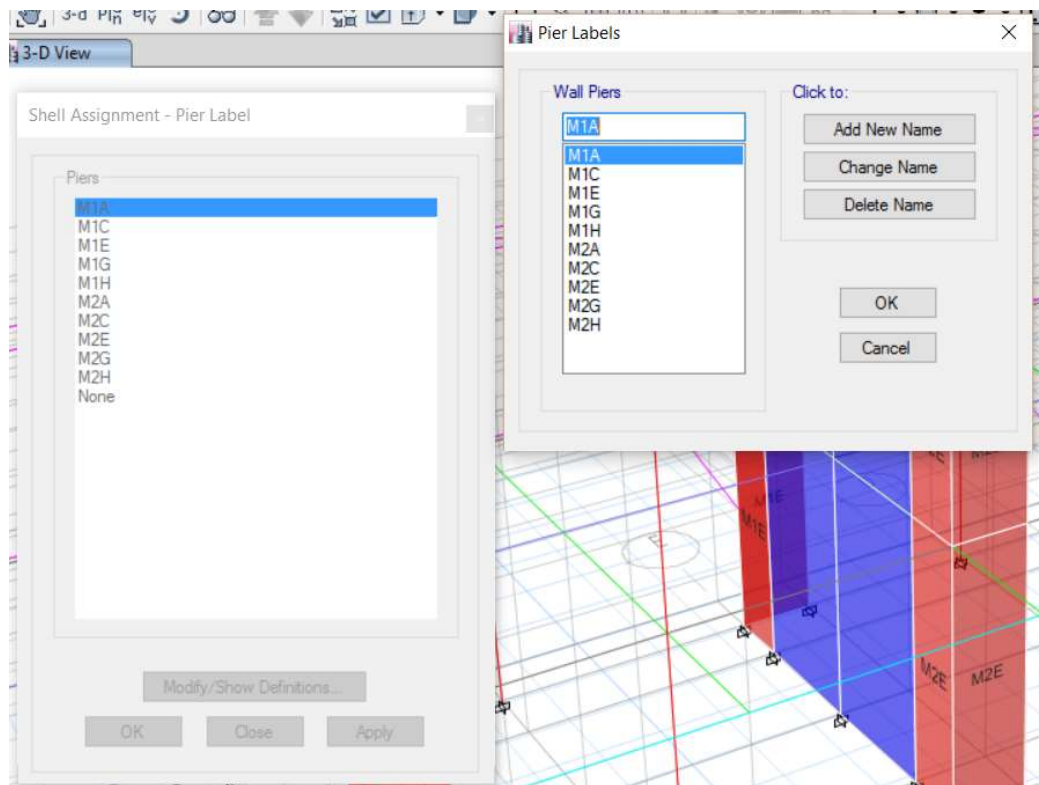 3-d
3-D View
Shell Assignment - Pier Label
Piers
M1A
M1C
M1E
M1G
M1H
M2A
M2C
M2E
M2G
M2H
None
Modify/Show Definitions...
OK
Close
Apply
Pier Labels
Wall Piers
M1A
M1A
M1C
M1E
M1G
M1H
M2A
M2C
M2E
M2G
M2H
Click to:
Add New Name
Change Name
Delete Name
OK
Cancel
M1E
M1E
E
M2E
M2E